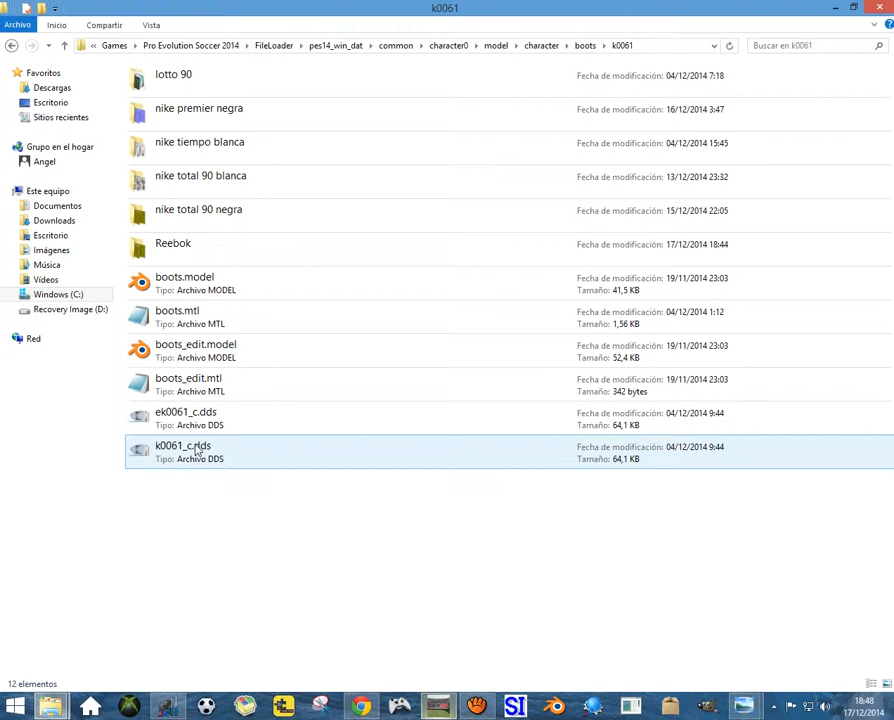 k0061
Archivo Inicio Compartir Vista
Games Pro Evolution Soccer 2014 FileLoader pes14_win_dat common character0 model character boots k0061
Buscar en k0061
Favoritos
Descargas
Escritorio
Sitios recientes
Grupo en el hogar
Angel
Este equipo
Documentos
Downloads
Escritorio
Imágenes
Música
Vídeos
Windows (C:)
Recovery Image (D:)
Red
lotto 90 Fecha de modificación: 04/12/2014 7:18
nike premier negra Fecha de modificación: 16/12/2014 3:47
nike tiempo blanca Fecha de modificación: 04/12/2014 15:45
nike total 90 blanca Fecha de modificación: 13/12/2014 23:32
nike total 90 negra Fecha de modificación: 15/12/2014 22:05
Reebok Fecha de modificación: 17/12/2014 18:44
boots.model Fecha de modificación: 19/11/2014 23:03
Tipo: Archivo MODEL Tamaño: 41,5 KB
boots.mtl Fecha de modificación: 04/12/2014 1:12
Tipo: Archivo MTL Tamaño: 1,56 KB
boots_edit.model Fecha de modificación: 19/11/2014 23:03
Tipo: Archivo MODEL Tamaño: 52,4 KB
boots_edit.mtl Fecha de modificación: 19/11/2014 23:03
Tipo: Archivo MTL Tamaño: 342 bytes
ek0061_c.dds Fecha de modificación: 04/12/2014 9:44
Tipo: Archivo DDS Tamaño: 64,1 KB
k0061_c.dds Fecha de modificación: 04/12/2014 9:44
Tipo: Archivo DDS Tamaño: 64,1 KB
12 elementos
SI
18:48
17/12/2014